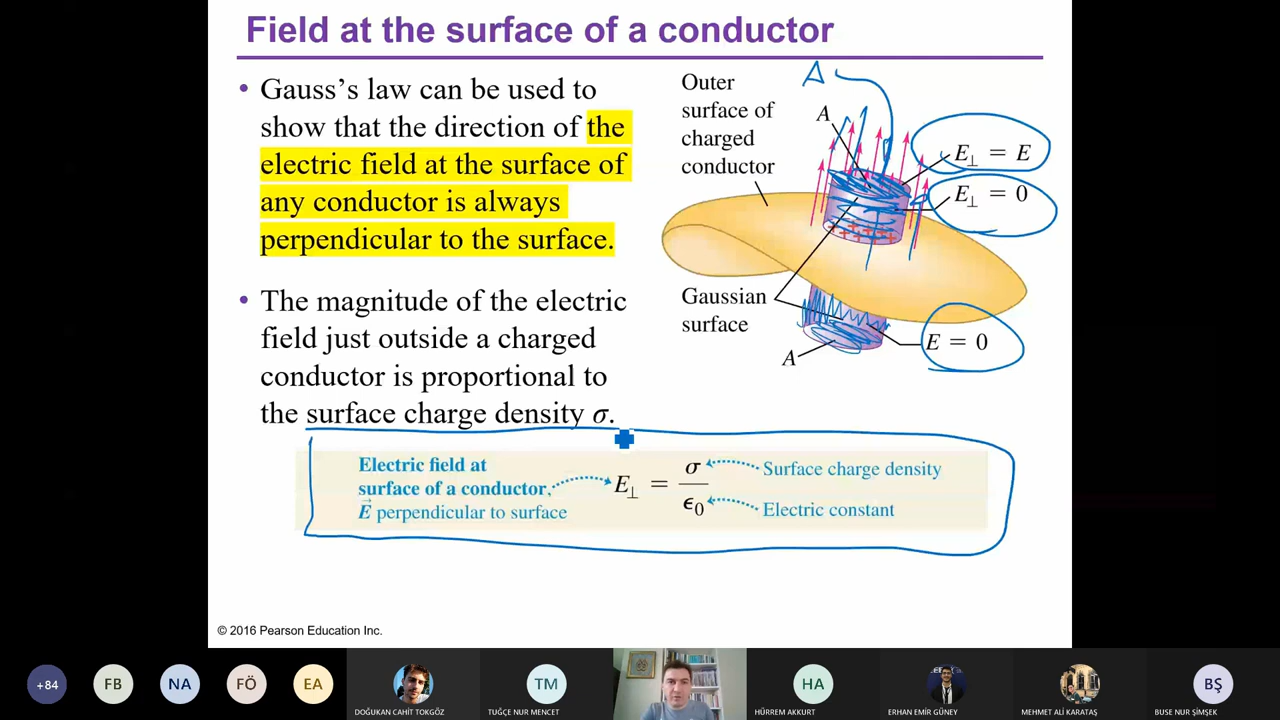 Field at the surface of a conductor
• Gauss's law can be used to
show that the direction of the
electric field at the surface of
any conductor is always
perpendicular to the surface.
• The magnitude of the electric
field just outside a charged
conductor is proportional to
the surface charge density σ.
A
Outer
surface of
charged
conductor
A
E⊥ = E
E⊥ = 0
Gaussian
surface
E = 0
A
Electric field at
surface of a conductor,
E⃗ perpendicular to surface
E⊥ = σ/ϵ0
Surface charge density
Electric constant
© 2016 Pearson Education Inc.
+84
FB
NA
FÖ
EA
DOĞUKAN CAHİT TOKGÖZ
TM
TUĞÇE NUR MENCET
HA
HÜRREM AKKURT
ERHAN EMİR GÜNEY
MEHMET ALİ KARATAŞ
BŞ
BUSE NUR ŞİMŞEK